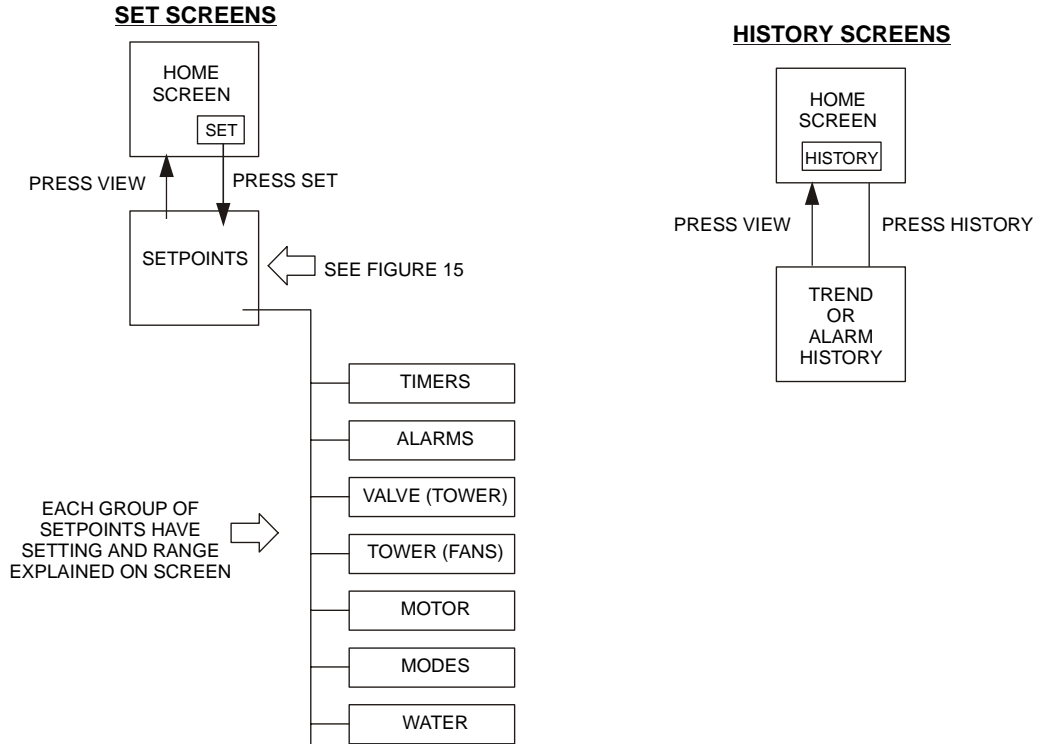 SET SCREENS
HOME
SCREEN
SET
PRESS VIEW
PRESS SET
SETPOINTS
SEE FIGURE 15
TIMERS
ALARMS
VALVE (TOWER)
EACH GROUP OF
SETPOINTS HAVE
SETTING AND RANGE
EXPLAINED ON SCREEN
TOWER (FANS)
MOTOR
MODES
WATER
HISTORY SCREENS
HOME
SCREEN
HISTORY
PRESS VIEW
PRESS HISTORY
TREND
OR
ALARM
HISTORY